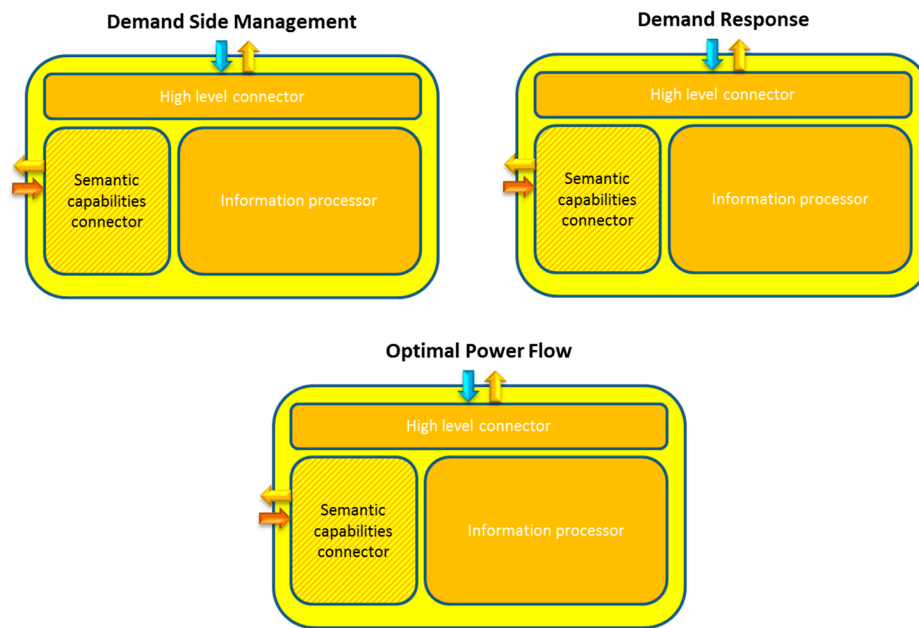 Demand Side Management
High level connector
Semantic
capabilities
connector
Information processor
Demand Response
High level connector
Semantic
capabilities
connector
Information processor
Optimal Power Flow
High level connector
Semantic
capabilities
connector
Information processor